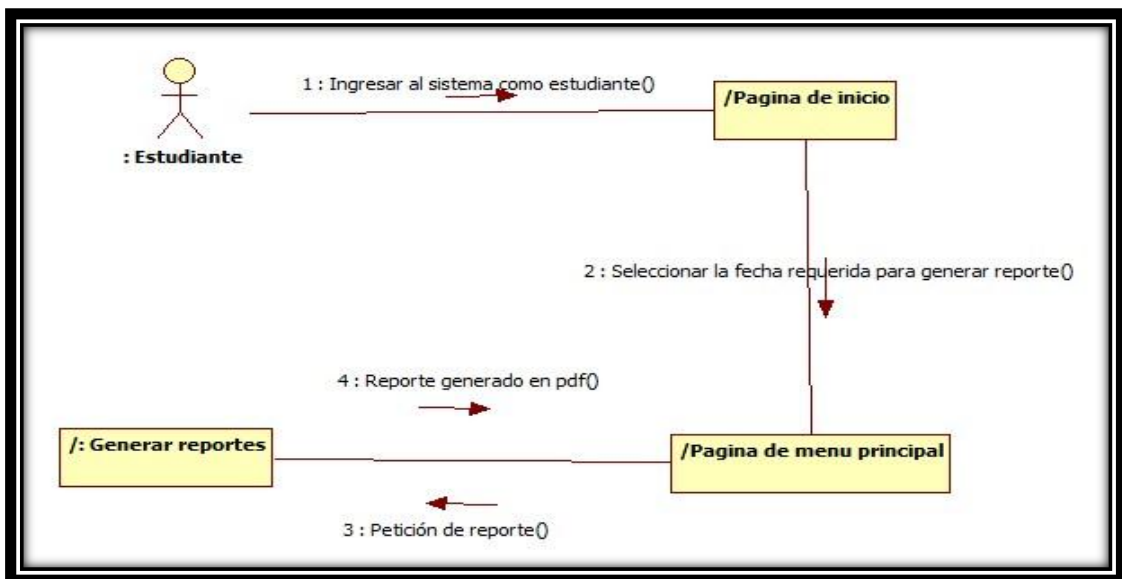 1 : Ingresar al sistema como estudiante()
/Pagina de inicio
: Estudiante
2 : Seleccionar la fecha requerida para generar reporte()
4 : Reporte generado en pdf()
/: Generar reportes
/Pagina de menu principal
3 : Petición de reporte()